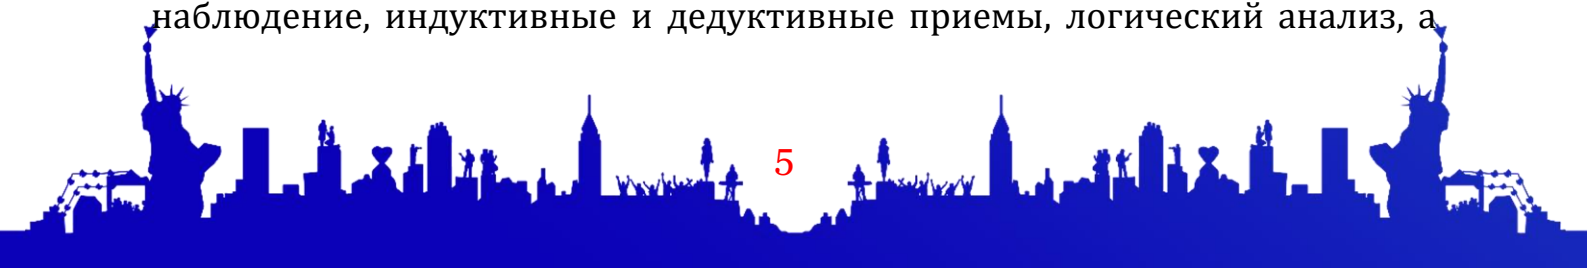 наблюдение, индуктивные и дедуктивные приемы, логический анализ, а
5